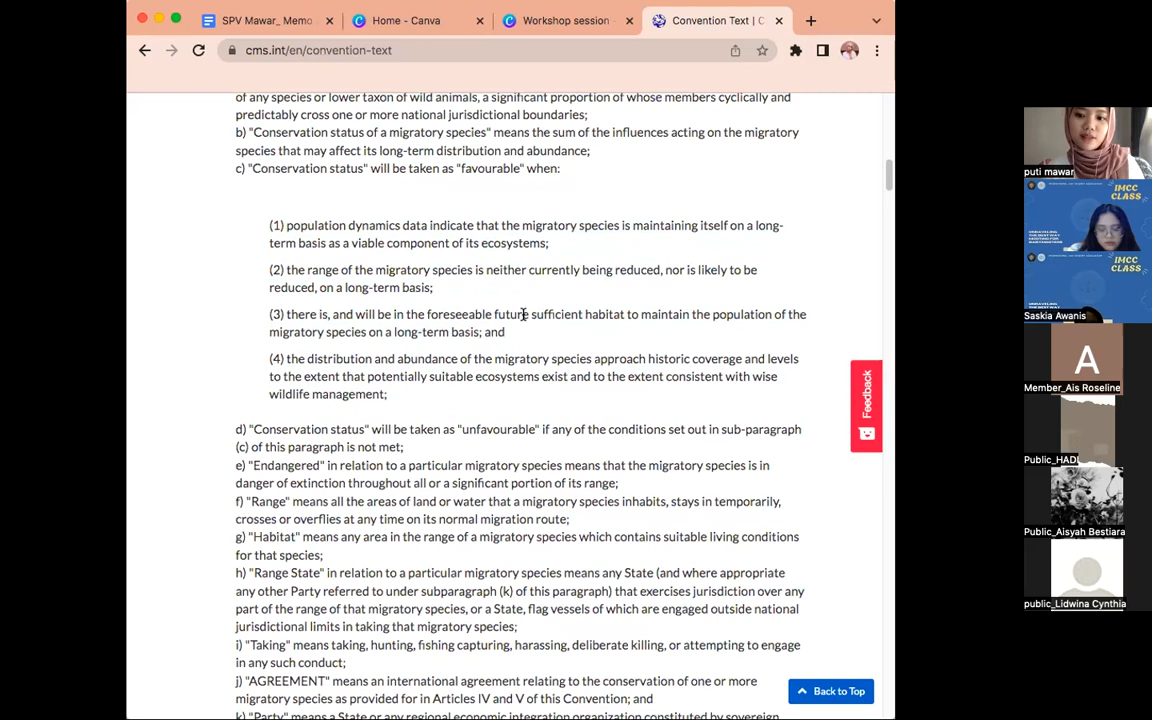 SPV Mawar_ Memo
Home - Canva
Workshop session
Convention Text | C
cms.int/en/convention-text
of any species or lower taxon of wild animals, a significant proportion of whose members cyclically and
predictably cross one or more national jurisdictional boundaries;
b) "Conservation status of a migratory species" means the sum of the influences acting on the migratory
species that may affect its long-term distribution and abundance;
c) "Conservation status" will be taken as "favourable" when:
(1) population dynamics data indicate that the migratory species is maintaining itself on a long-
term basis as a viable component of its ecosystems;
(2) the range of the migratory species is neither currently being reduced, nor is likely to be
reduced, on a long-term basis;
(3) there is, and will be in the foreseeable future sufficient habitat to maintain the population of the
migratory species on a long-term basis; and
(4) the distribution and abundance of the migratory species approach historic coverage and levels
to the extent that potentially suitable ecosystems exist and to the extent consistent with wise
wildlife management;
d) "Conservation status" will be taken as "unfavourable" if any of the conditions set out in sub-paragraph
(c) of this paragraph is not met;
e) "Endangered" in relation to a particular migratory species means that the migratory species is in
danger of extinction throughout all or a significant portion of its range;
f) "Range" means all the areas of land or water that a migratory species inhabits, stays in temporarily,
crosses or overflies at any time on its normal migration route;
g) "Habitat" means any area in the range of a migratory species which contains suitable living conditions
for that species;
h) "Range State" in relation to a particular migratory species means any State (and where appropriate
any other Party referred to under subparagraph (k) of this paragraph) that exercises jurisdiction over any
part of the range of that migratory species, or a State, flag vessels of which are engaged outside national
jurisdictional limits in taking that migratory species;
i) "Taking" means taking, hunting, fishing capturing, harassing, deliberate killing, or attempting to engage
in any such conduct;
j) "AGREEMENT" means an international agreement relating to the conservation of one or more
migratory species as provided for in Articles IV and V of this Convention; and
k) "Party" means a State or any regional economic integration organization constituted by sovereign
Feedback
Back to Top
puti mawar
IMCC
CLASS
IMCC
CLASS
Saskia Awanis
A
Member_Ais Roseline
Public_HADI
Public_Aisyah Bestiara
public_Lidwina Cynthia